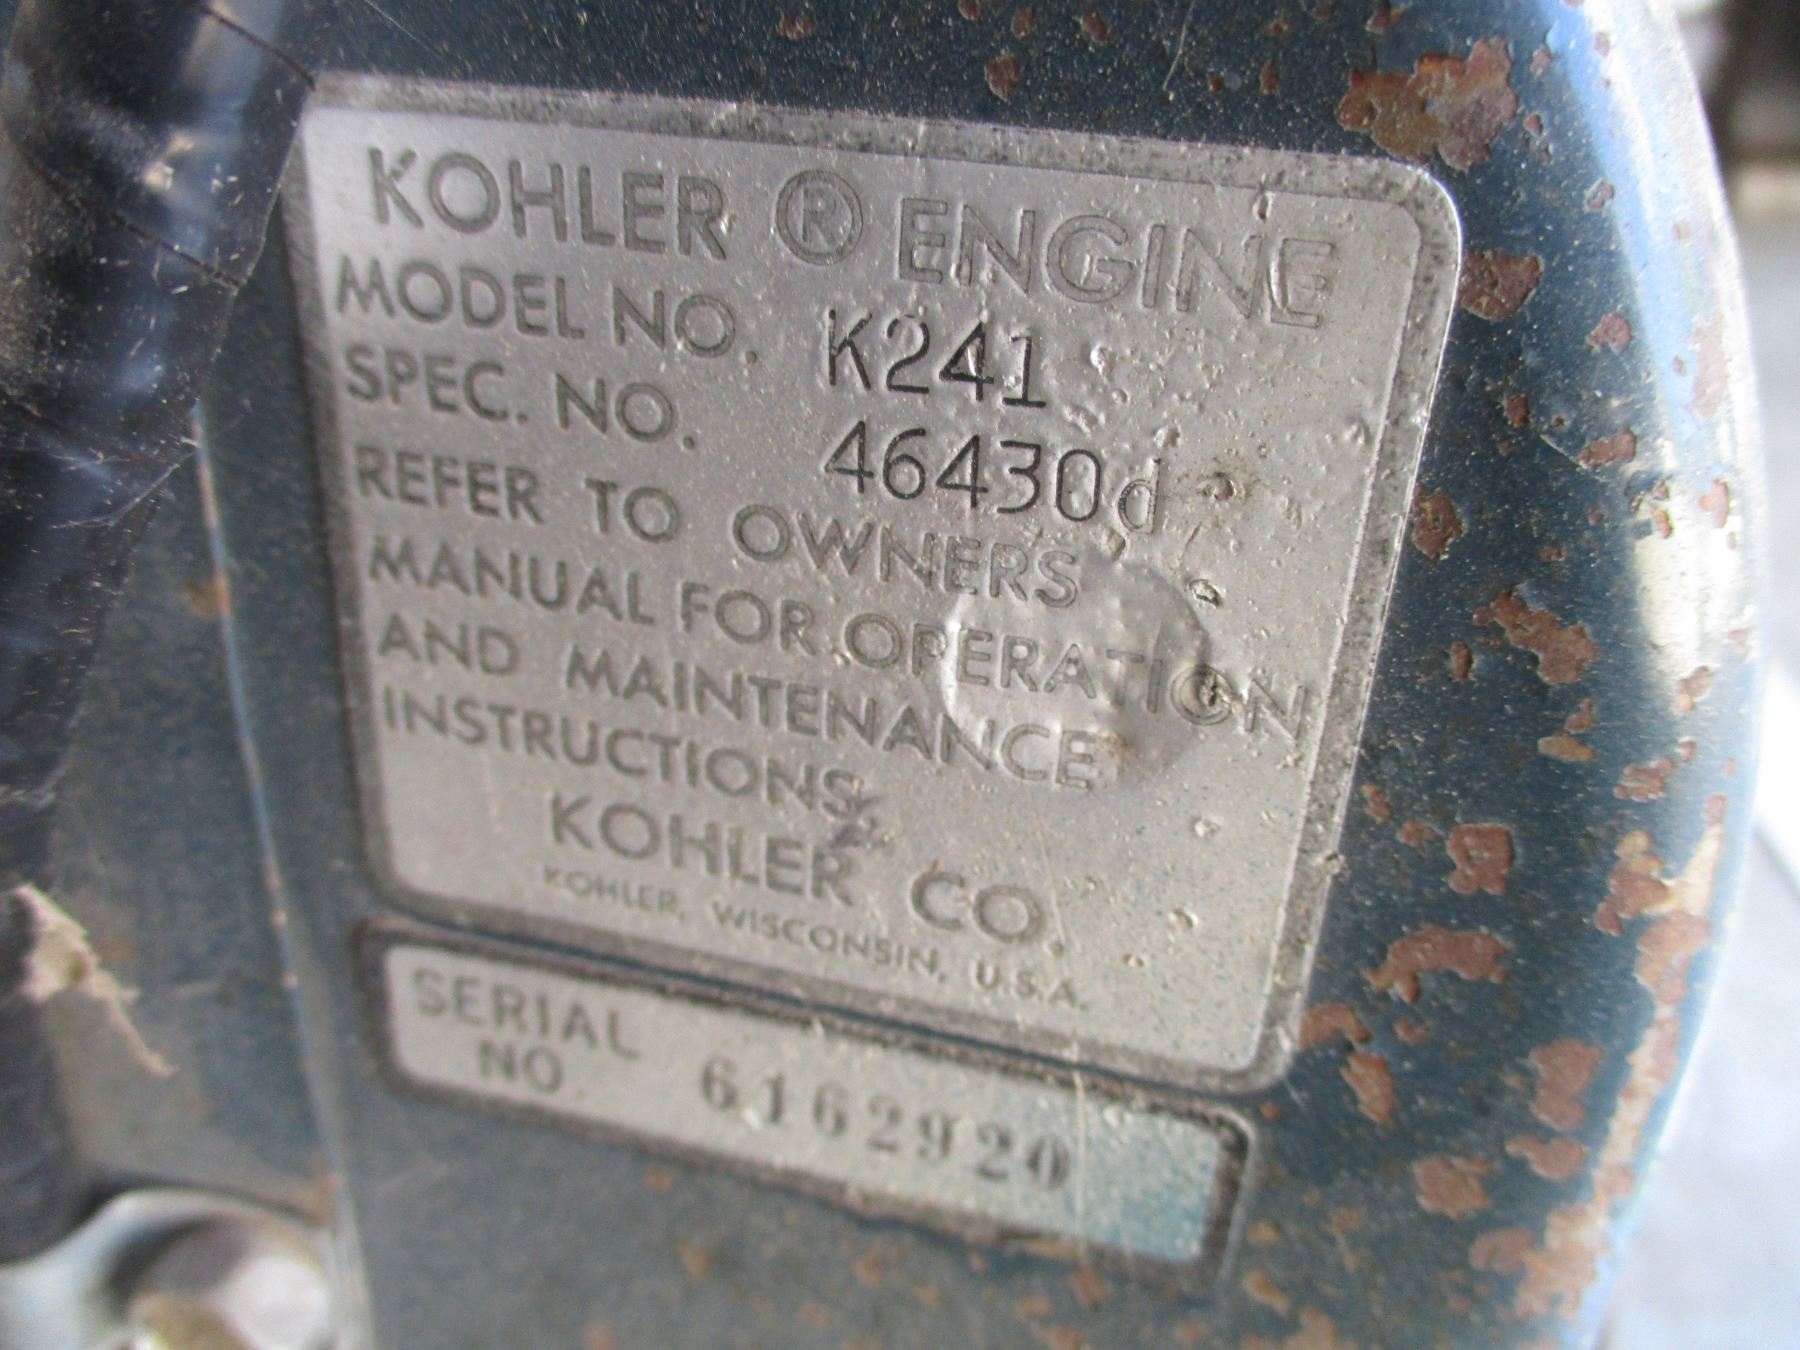 KOHLER ® ENGINE
MODEL NO. K241
SPEC. NO. 46430d
REFER TO OWNERS
MANUAL FOR OPERATION
AND MAINTENANCE
INSTRUCTIONS.
KOHLER CO.
KOHLER, WISCONSIN, U.S.A.
SERIAL
NO 6162920